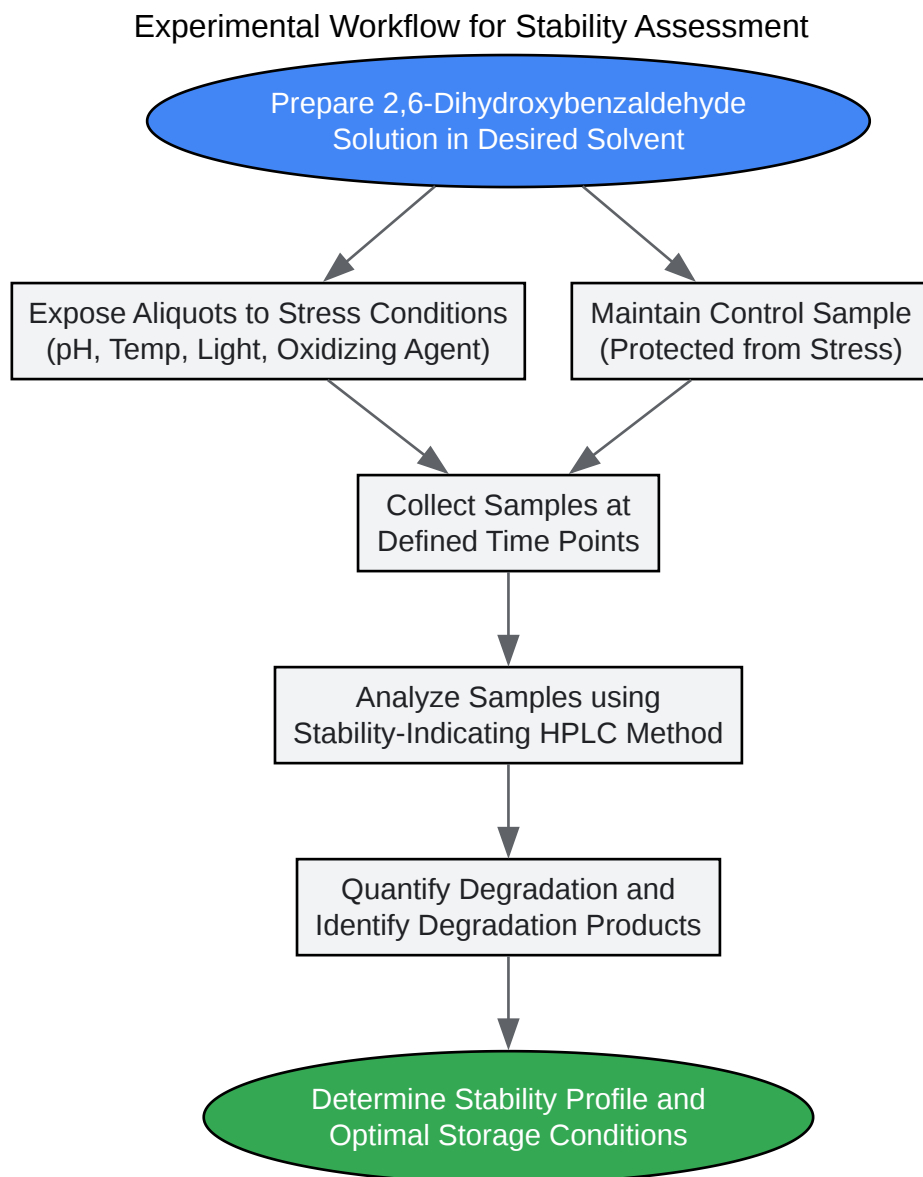 Experimental Workflow for Stability Assessment
Prepare 2,6-Dihydroxybenzaldehyde
Solution in Desired Solvent
Expose Aliquots to Stress Conditions
(pH, Temp, Light, Oxidizing Agent)
Maintain Control Sample
(Protected from Stress)
Collect Samples at
Defined Time Points
Analyze Samples using
Stability-Indicating HPLC Method
Quantify Degradation and
Identify Degradation Products
Determine Stability Profile and
Optimal Storage Conditions